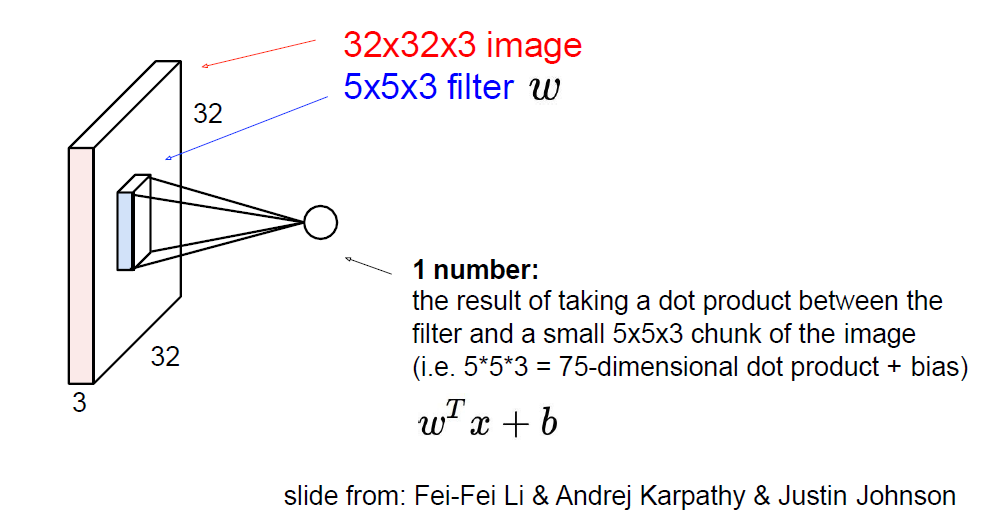 32x32x3 image
5x5x3 filter w
32
32
3
1 number:
the result of taking a dot product between the
filter and a small 5x5x3 chunk of the image
(i.e. 5*5*3 = 75-dimensional dot product + bias)
w^T x + b
slide from: Fei-Fei Li & Andrej Karpathy & Justin Johnson